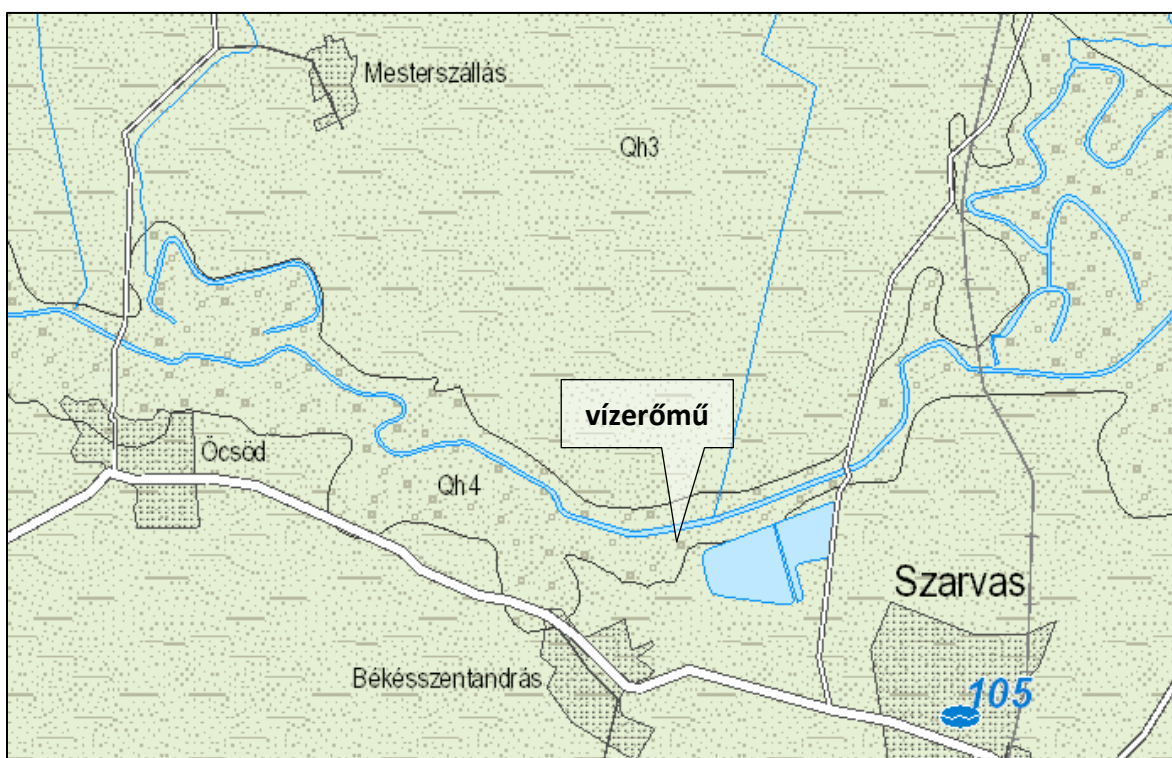 Mesterszállás
Qh3
vízerőmű
Öcsöd
Qh4
Szarvas
Békésszentandrás
105